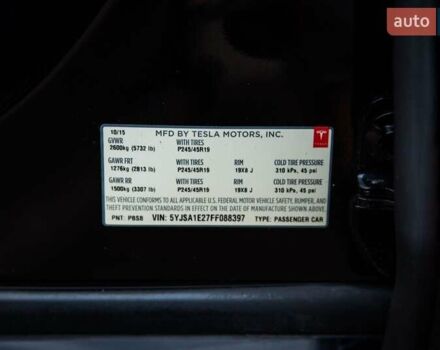 auto
10/15 MFD BY TESLA MOTORS, INC.
GVWR WITH TIRES
2600kg (5732 lb) P245/45R19
GAWR FRT WITH TIRES RIM COLD TIRE PRESSURE
1276kg (2813 lb) P245/45R19 19X8 J 310 kPa, 45 psi
GAWR RR WITH TIRES RIM COLD TIRE PRESSURE
1500kg (3307 lb) P245/45R19 19X8 J 310 kPa, 45 psi
THIS VEHICLE CONFORMS TO ALL APPLICABLE U.S. FEDERAL MOTOR VEHICLE SAFETY, BUMPER, AND
THEFT PREVENTION STANDARDS IN EFFECT ON THE DATE OF MANUFACTURE SHOWN ABOVE.
PNT: PBSB VIN: 5YJSA1E27FF088397 TYPE: PASSENGER CAR